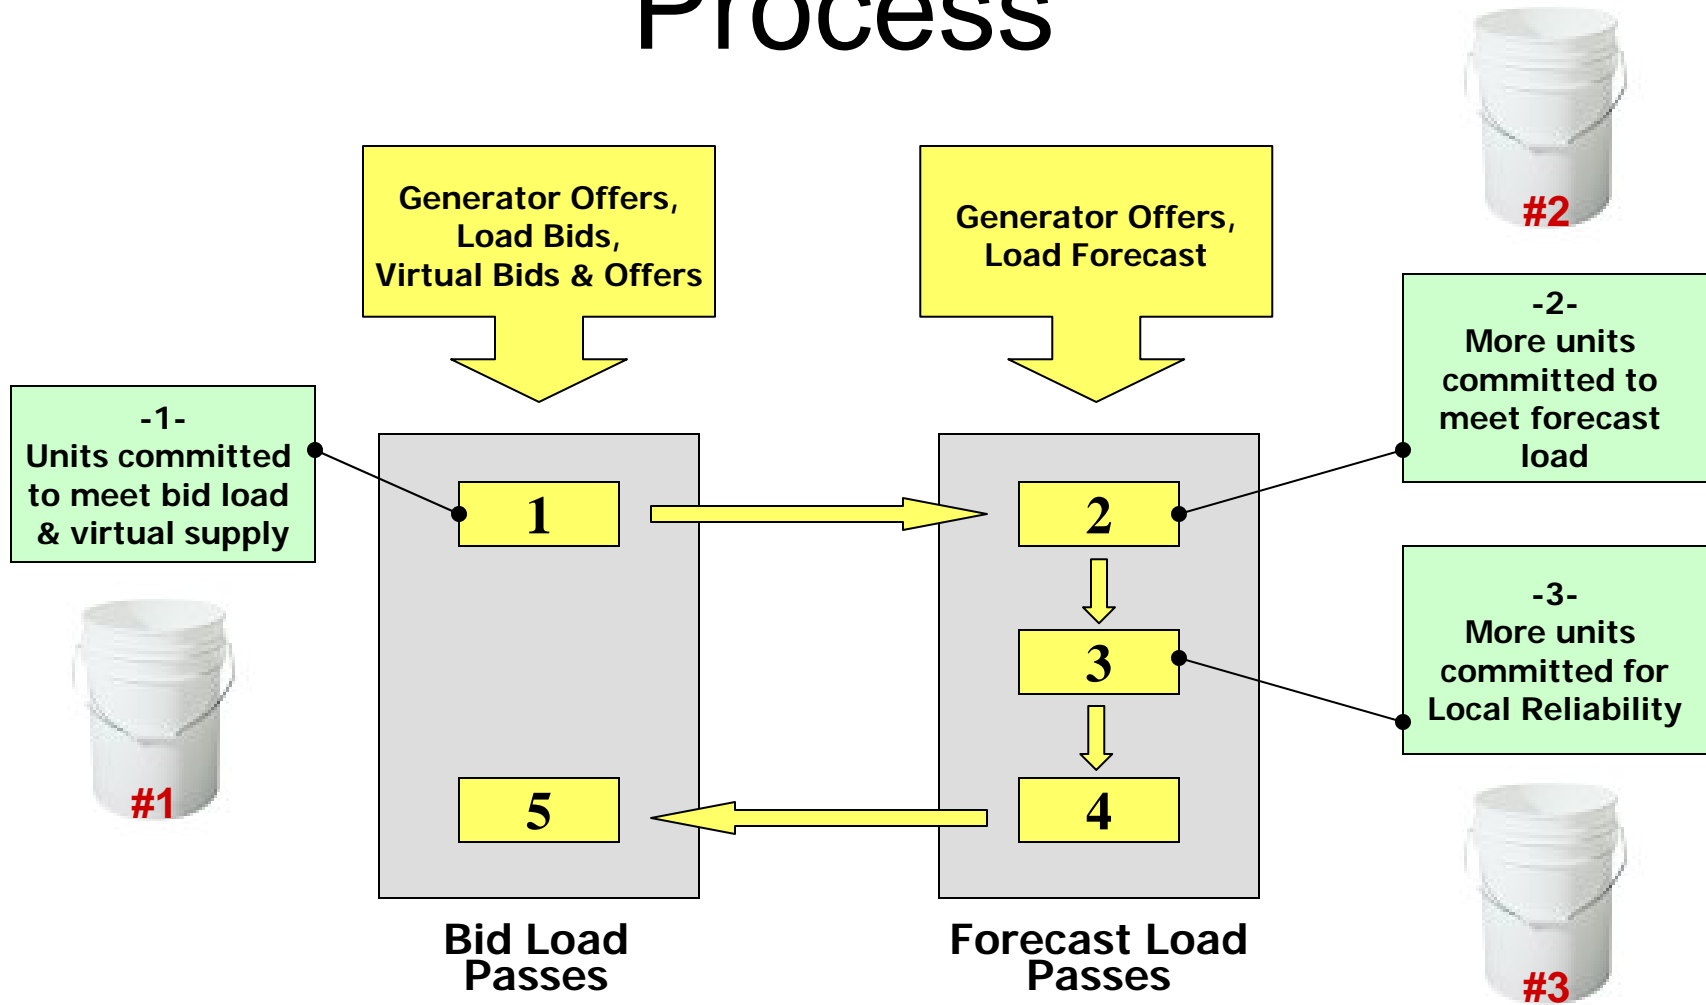 Process
#2
Generator Offers,
Load Bids,
Virtual Bids & Offers
Generator Offers,
Load Forecast
-2-
More units
committed to
meet forecast
load
-1-
Units committed
to meet bid load
& virtual supply
1
2
-3-
More units
committed for
Local Reliability
3
#1
5
4
Bid Load
Passes
Forecast Load
Passes
#3